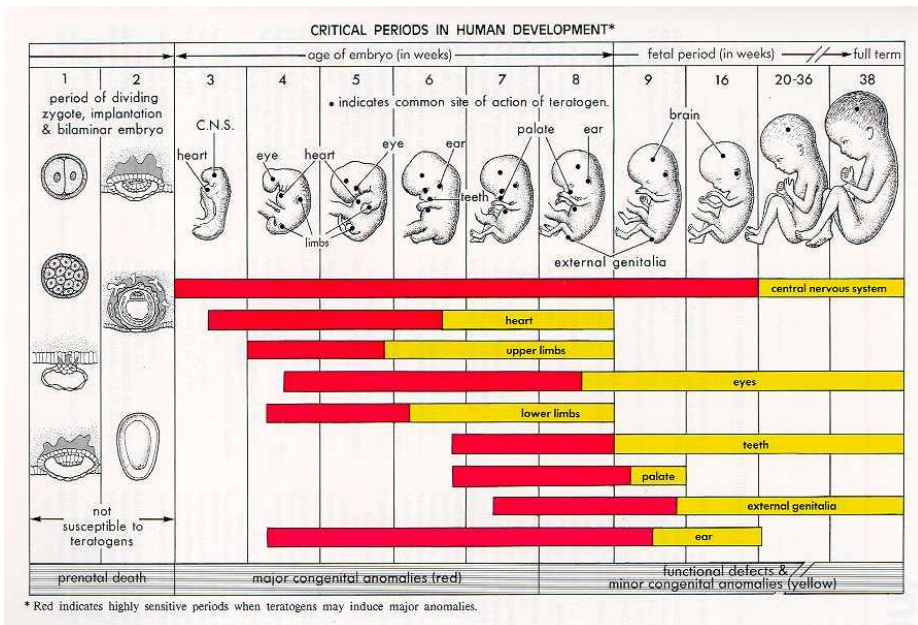 CRITICAL PERIODS IN HUMAN DEVELOPMENT*
age of embryo (in weeks)
fetal period (in weeks)
full term
1
2
3
4
5
6
7
8
9
16
20-36
38
period of dividing
zygote, implantation
& bilaminar embryo
• indicates common site of action of teratogen.
C.N.S.
heart
eye
heart
limbs
eye
ear
teeth
palate
ear
external genitalia
brain
central nervous system
heart
upper limbs
eyes
lower limbs
teeth
palate
external genitalia
ear
not
susceptible to
teratogens
prenatal death
major congenital anomalies (red)
functional defects &
minor congenital anomalies (yellow)
* Red indicates highly sensitive periods when teratogens may induce major anomalies.